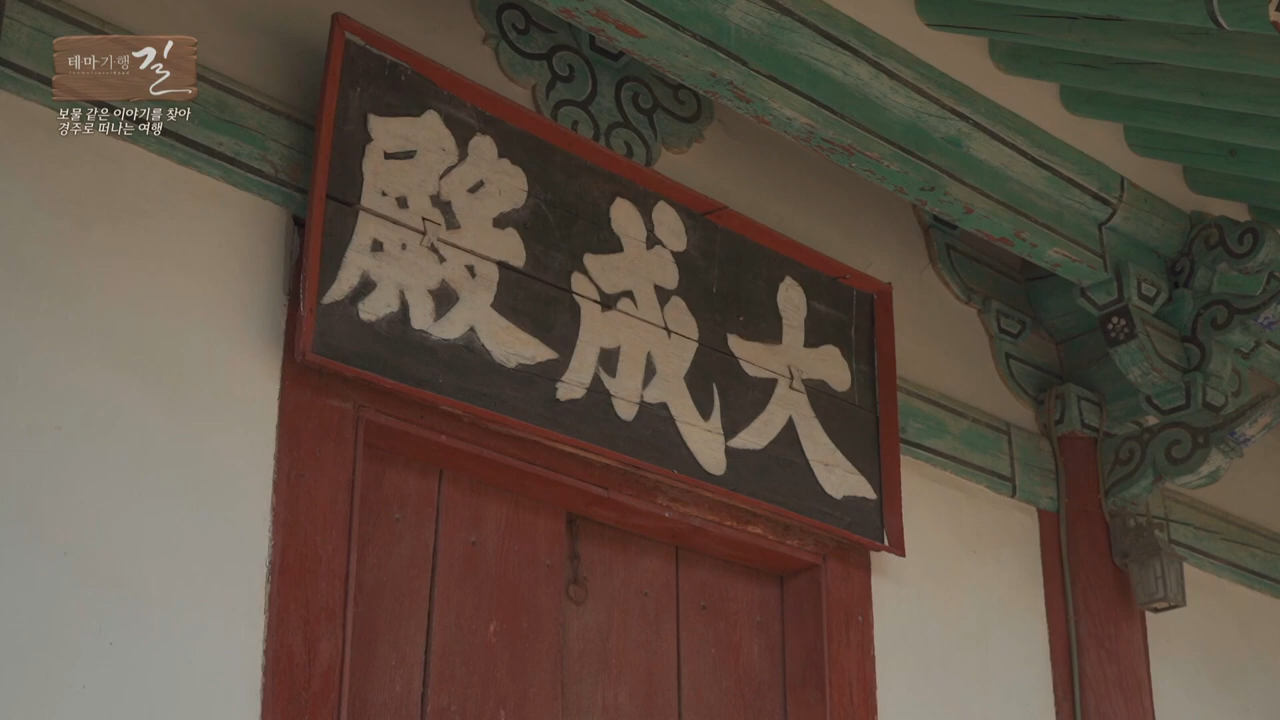 테마기행 길
보물 같은 이야기를 찾아
경주로 떠나는 여행
殿成大